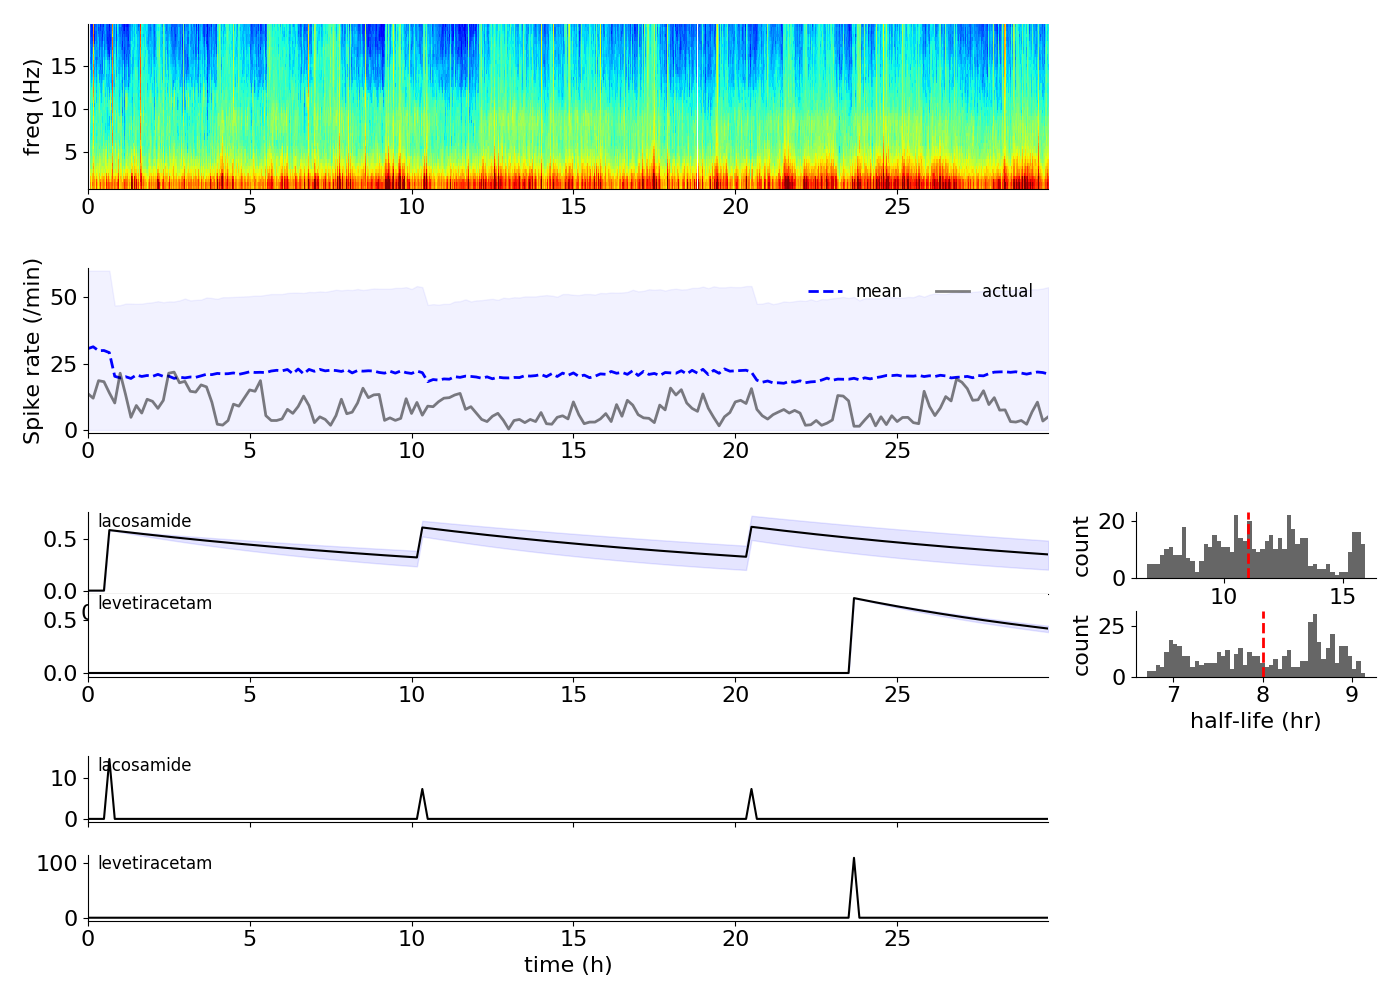 freq (Hz)
15
10
5
0 5 10 15 20 25
Spike rate (/min)
50
25
0
mean actual
0 5 10 15 20 25
lacosamide
0.5
0.0
0
levetiracetam
0.5
0.0
0 5 10 15 20 25
count
20
0
10 15
count
25
0
7 8 9
half-life (hr)
lacosamide
10
0
levetiracetam
100
0
0 5 10 15 20 25
time (h)